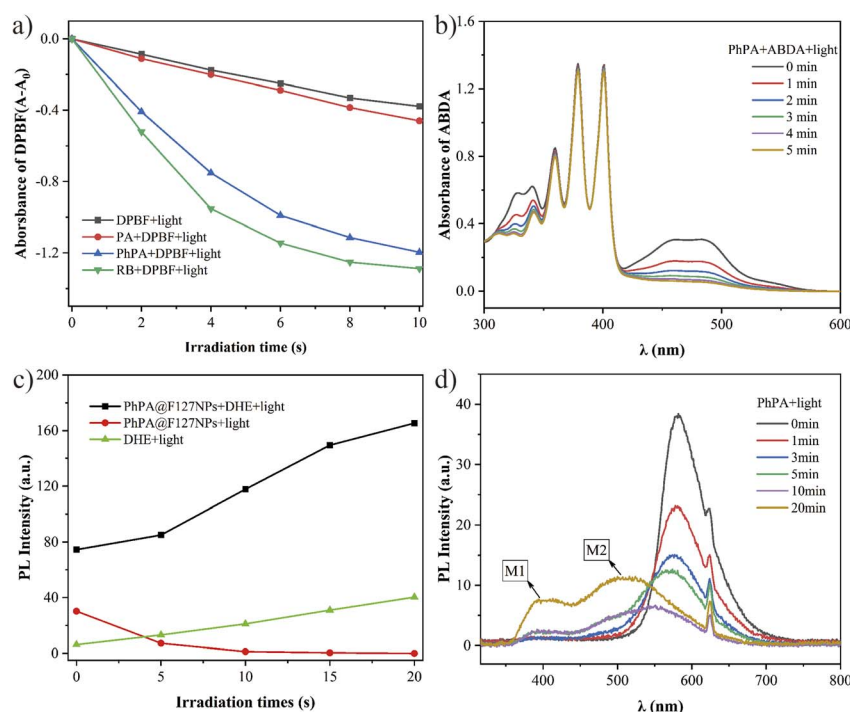 a)
Aborsbance of DPBF(A-A0)
0.0
-0.4
-0.8
-1.2
DPBF+light
PA+DPBF+light
PhPA+DPBF+light
RB+DPBF+light
0 2 4 6 8 10
Irradiation time (s)
b)
Absorbance of ABDA
1.8
1.2
0.6
0.4
0.0
PhPA+ABDA+light
0 min
1 min
2 min
3 min
4 min
5 min
300 400 500 600
λ (nm)
c)
PL Intensity (a.u.)
200
160
120
80
40
0
PhPA@F127NPs+DHE+light
PhPA@F127NPs+light
DHE+light
0 5 10 15 20
Irradiation times (s)
d)
PL Intensity (a.u.)
40
30
20
10
0
PhPA+light
0min
1min
3min
5min
10min
20min
M1
M2
400 500 600 700 800
λ (nm)